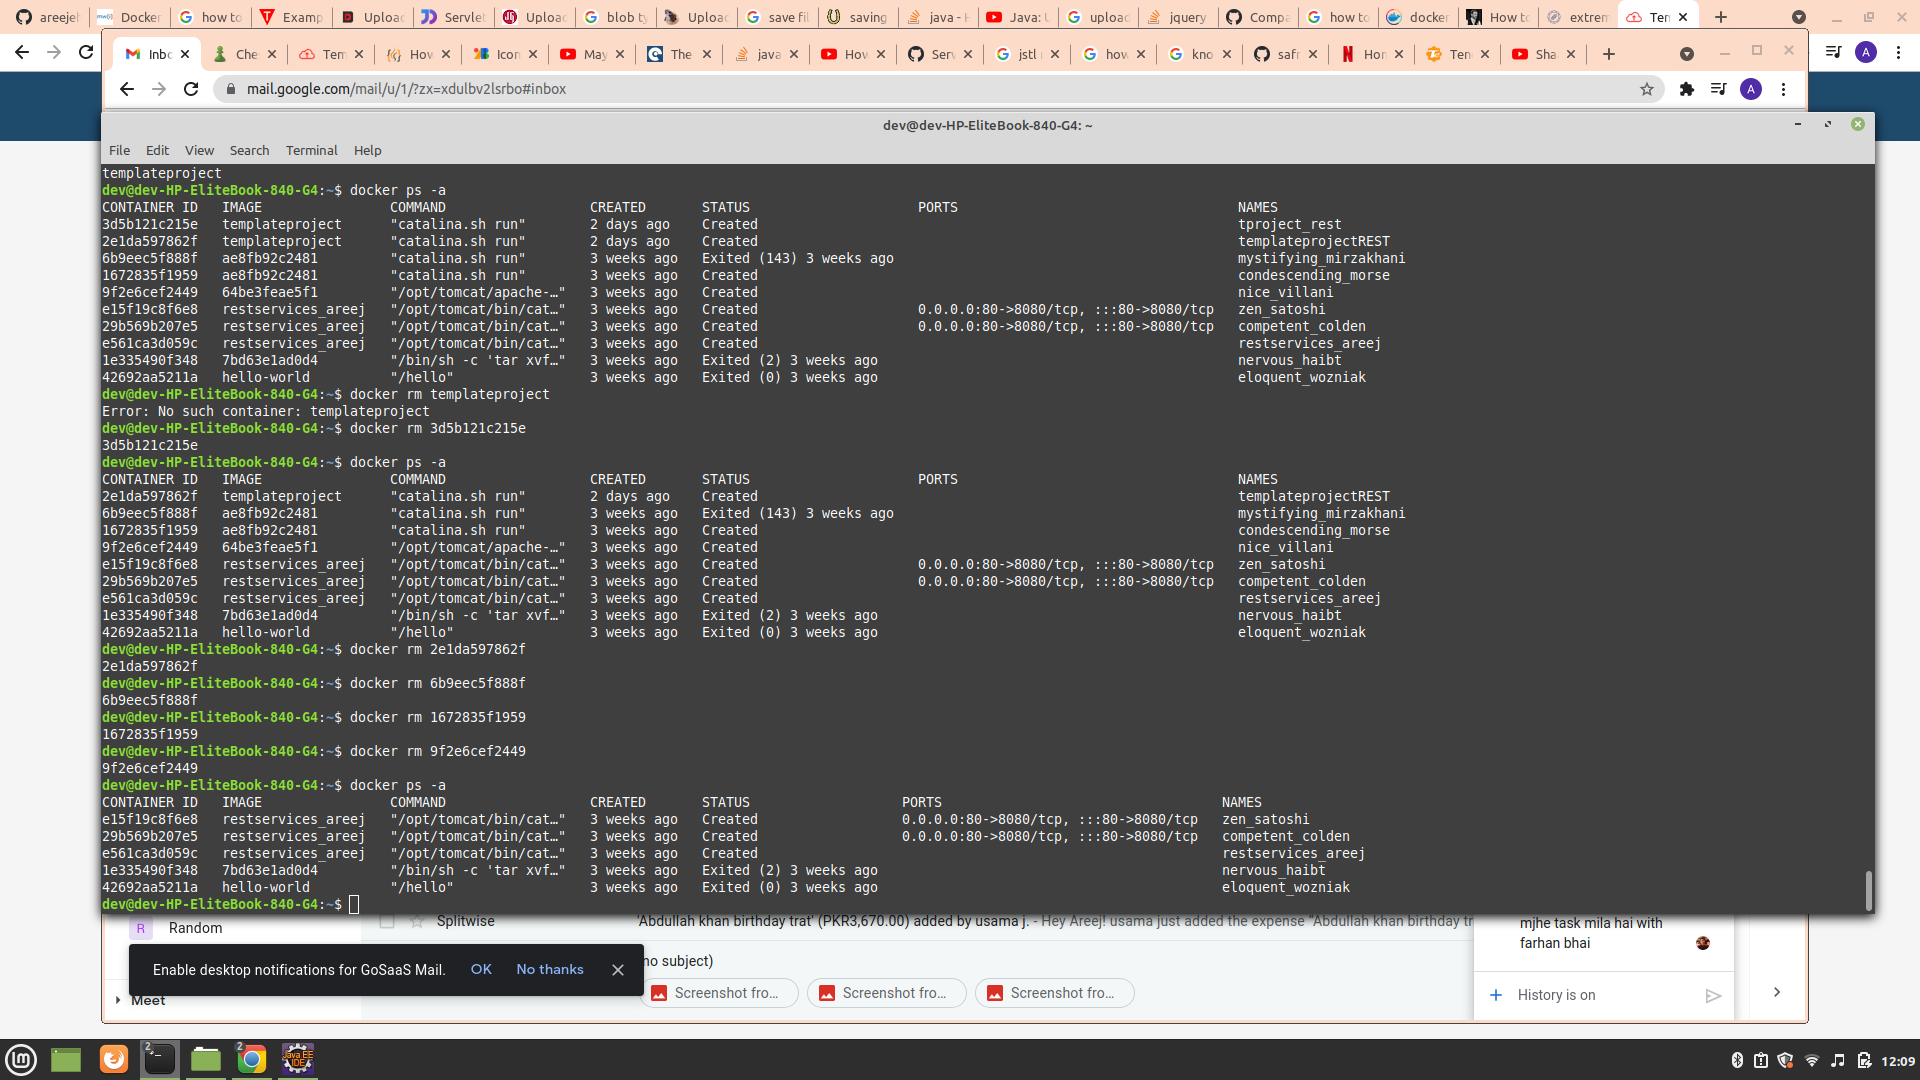 areejel
Docker
how to
Examp
Upload
Servlet
Upload
blob ty
Upload
save fil
saving
java - H
Java: U
upload
jquery
Compa
how to
docker
How to
extrem
Ten
Inbo
Che
Tem
How
Icon
May
The
java
How
Serv
jstl
how
kno
safr
Hon
Ten
Sha
mail.google.com/mail/u/1/?zx=xdulbv2lsrbo#inbox
A
A
dev@dev-HP-EliteBook-840-G4: ~
File Edit View Search Terminal Help
templateproject
dev@dev-HP-EliteBook-840-G4:~$ docker ps -a
CONTAINER ID IMAGE COMMAND CREATED STATUS PORTS NAMES
3d5b121c215e templateproject "catalina.sh run" 2 days ago Created tproject_rest
2e1da597862f templateproject "catalina.sh run" 2 days ago Created templateprojectREST
6b9eec5f888f ae8fb92c2481 "catalina.sh run" 3 weeks ago Exited (143) 3 weeks ago mystifying_mirzakhani
1672835f1959 ae8fb92c2481 "catalina.sh run" 3 weeks ago Created condescending_morse
9f2e6cef2449 64be3feae5f1 "/opt/tomcat/apache-…" 3 weeks ago Created nice_villani
e15f19c8f6e8 restservices_areej "/opt/tomcat/bin/cat…" 3 weeks ago Created 0.0.0.0:80->8080/tcp, :::80->8080/tcp zen_satoshi
29b569b207e5 restservices_areej "/opt/tomcat/bin/cat…" 3 weeks ago Created 0.0.0.0:80->8080/tcp, :::80->8080/tcp competent_colden
e561ca3d059c restservices_areej "/opt/tomcat/bin/cat…" 3 weeks ago Created restservices_areej
1e335490f348 7bd63e1ad0d4 "/bin/sh -c 'tar xvf…" 3 weeks ago Exited (2) 3 weeks ago nervous_haibt
42692aa5211a hello-world "/hello" 3 weeks ago Exited (0) 3 weeks ago eloquent_wozniak
dev@dev-HP-EliteBook-840-G4:~$ docker rm templateproject
Error: No such container: templateproject
dev@dev-HP-EliteBook-840-G4:~$ docker rm 3d5b121c215e
3d5b121c215e
dev@dev-HP-EliteBook-840-G4:~$ docker ps -a
CONTAINER ID IMAGE COMMAND CREATED STATUS PORTS NAMES
2e1da597862f templateproject "catalina.sh run" 2 days ago Created templateprojectREST
6b9eec5f888f ae8fb92c2481 "catalina.sh run" 3 weeks ago Exited (143) 3 weeks ago mystifying_mirzakhani
1672835f1959 ae8fb92c2481 "catalina.sh run" 3 weeks ago Created condescending_morse
9f2e6cef2449 64be3feae5f1 "/opt/tomcat/apache-…" 3 weeks ago Created nice_villani
e15f19c8f6e8 restservices_areej "/opt/tomcat/bin/cat…" 3 weeks ago Created 0.0.0.0:80->8080/tcp, :::80->8080/tcp zen_satoshi
29b569b207e5 restservices_areej "/opt/tomcat/bin/cat…" 3 weeks ago Created 0.0.0.0:80->8080/tcp, :::80->8080/tcp competent_colden
e561ca3d059c restservices_areej "/opt/tomcat/bin/cat…" 3 weeks ago Created restservices_areej
1e335490f348 7bd63e1ad0d4 "/bin/sh -c 'tar xvf…" 3 weeks ago Exited (2) 3 weeks ago nervous_haibt
42692aa5211a hello-world "/hello" 3 weeks ago Exited (0) 3 weeks ago eloquent_wozniak
dev@dev-HP-EliteBook-840-G4:~$ docker rm 2e1da597862f
2e1da597862f
dev@dev-HP-EliteBook-840-G4:~$ docker rm 6b9eec5f888f
6b9eec5f888f
dev@dev-HP-EliteBook-840-G4:~$ docker rm 1672835f1959
1672835f1959
dev@dev-HP-EliteBook-840-G4:~$ docker rm 9f2e6cef2449
9f2e6cef2449
dev@dev-HP-EliteBook-840-G4:~$ docker ps -a
CONTAINER ID IMAGE COMMAND CREATED STATUS PORTS NAMES
e15f19c8f6e8 restservices_areej "/opt/tomcat/bin/cat…" 3 weeks ago Created 0.0.0.0:80->8080/tcp, :::80->8080/tcp zen_satoshi
29b569b207e5 restservices_areej "/opt/tomcat/bin/cat…" 3 weeks ago Created 0.0.0.0:80->8080/tcp, :::80->8080/tcp competent_colden
e561ca3d059c restservices_areej "/opt/tomcat/bin/cat…" 3 weeks ago Created restservices_areej
1e335490f348 7bd63e1ad0d4 "/bin/sh -c 'tar xvf…" 3 weeks ago Exited (2) 3 weeks ago nervous_haibt
42692aa5211a hello-world "/hello" 3 weeks ago Exited (0) 3 weeks ago eloquent_wozniak
dev@dev-HP-EliteBook-840-G4:~$
R Random
Splitwise 'Abdullah khan birthday trat' (PKR3,670.00) added by usama j. - Hey Areej! usama just added the expense "Abdullah khan birthday tr
mjhe task mila hai with
farhan bhai
Enable desktop notifications for GoSaaS Mail. OK No thanks
no subject)
Screenshot fro... Screenshot fro... Screenshot fro...
History is on
Meet
2
2
Java EE
IDE
12:09